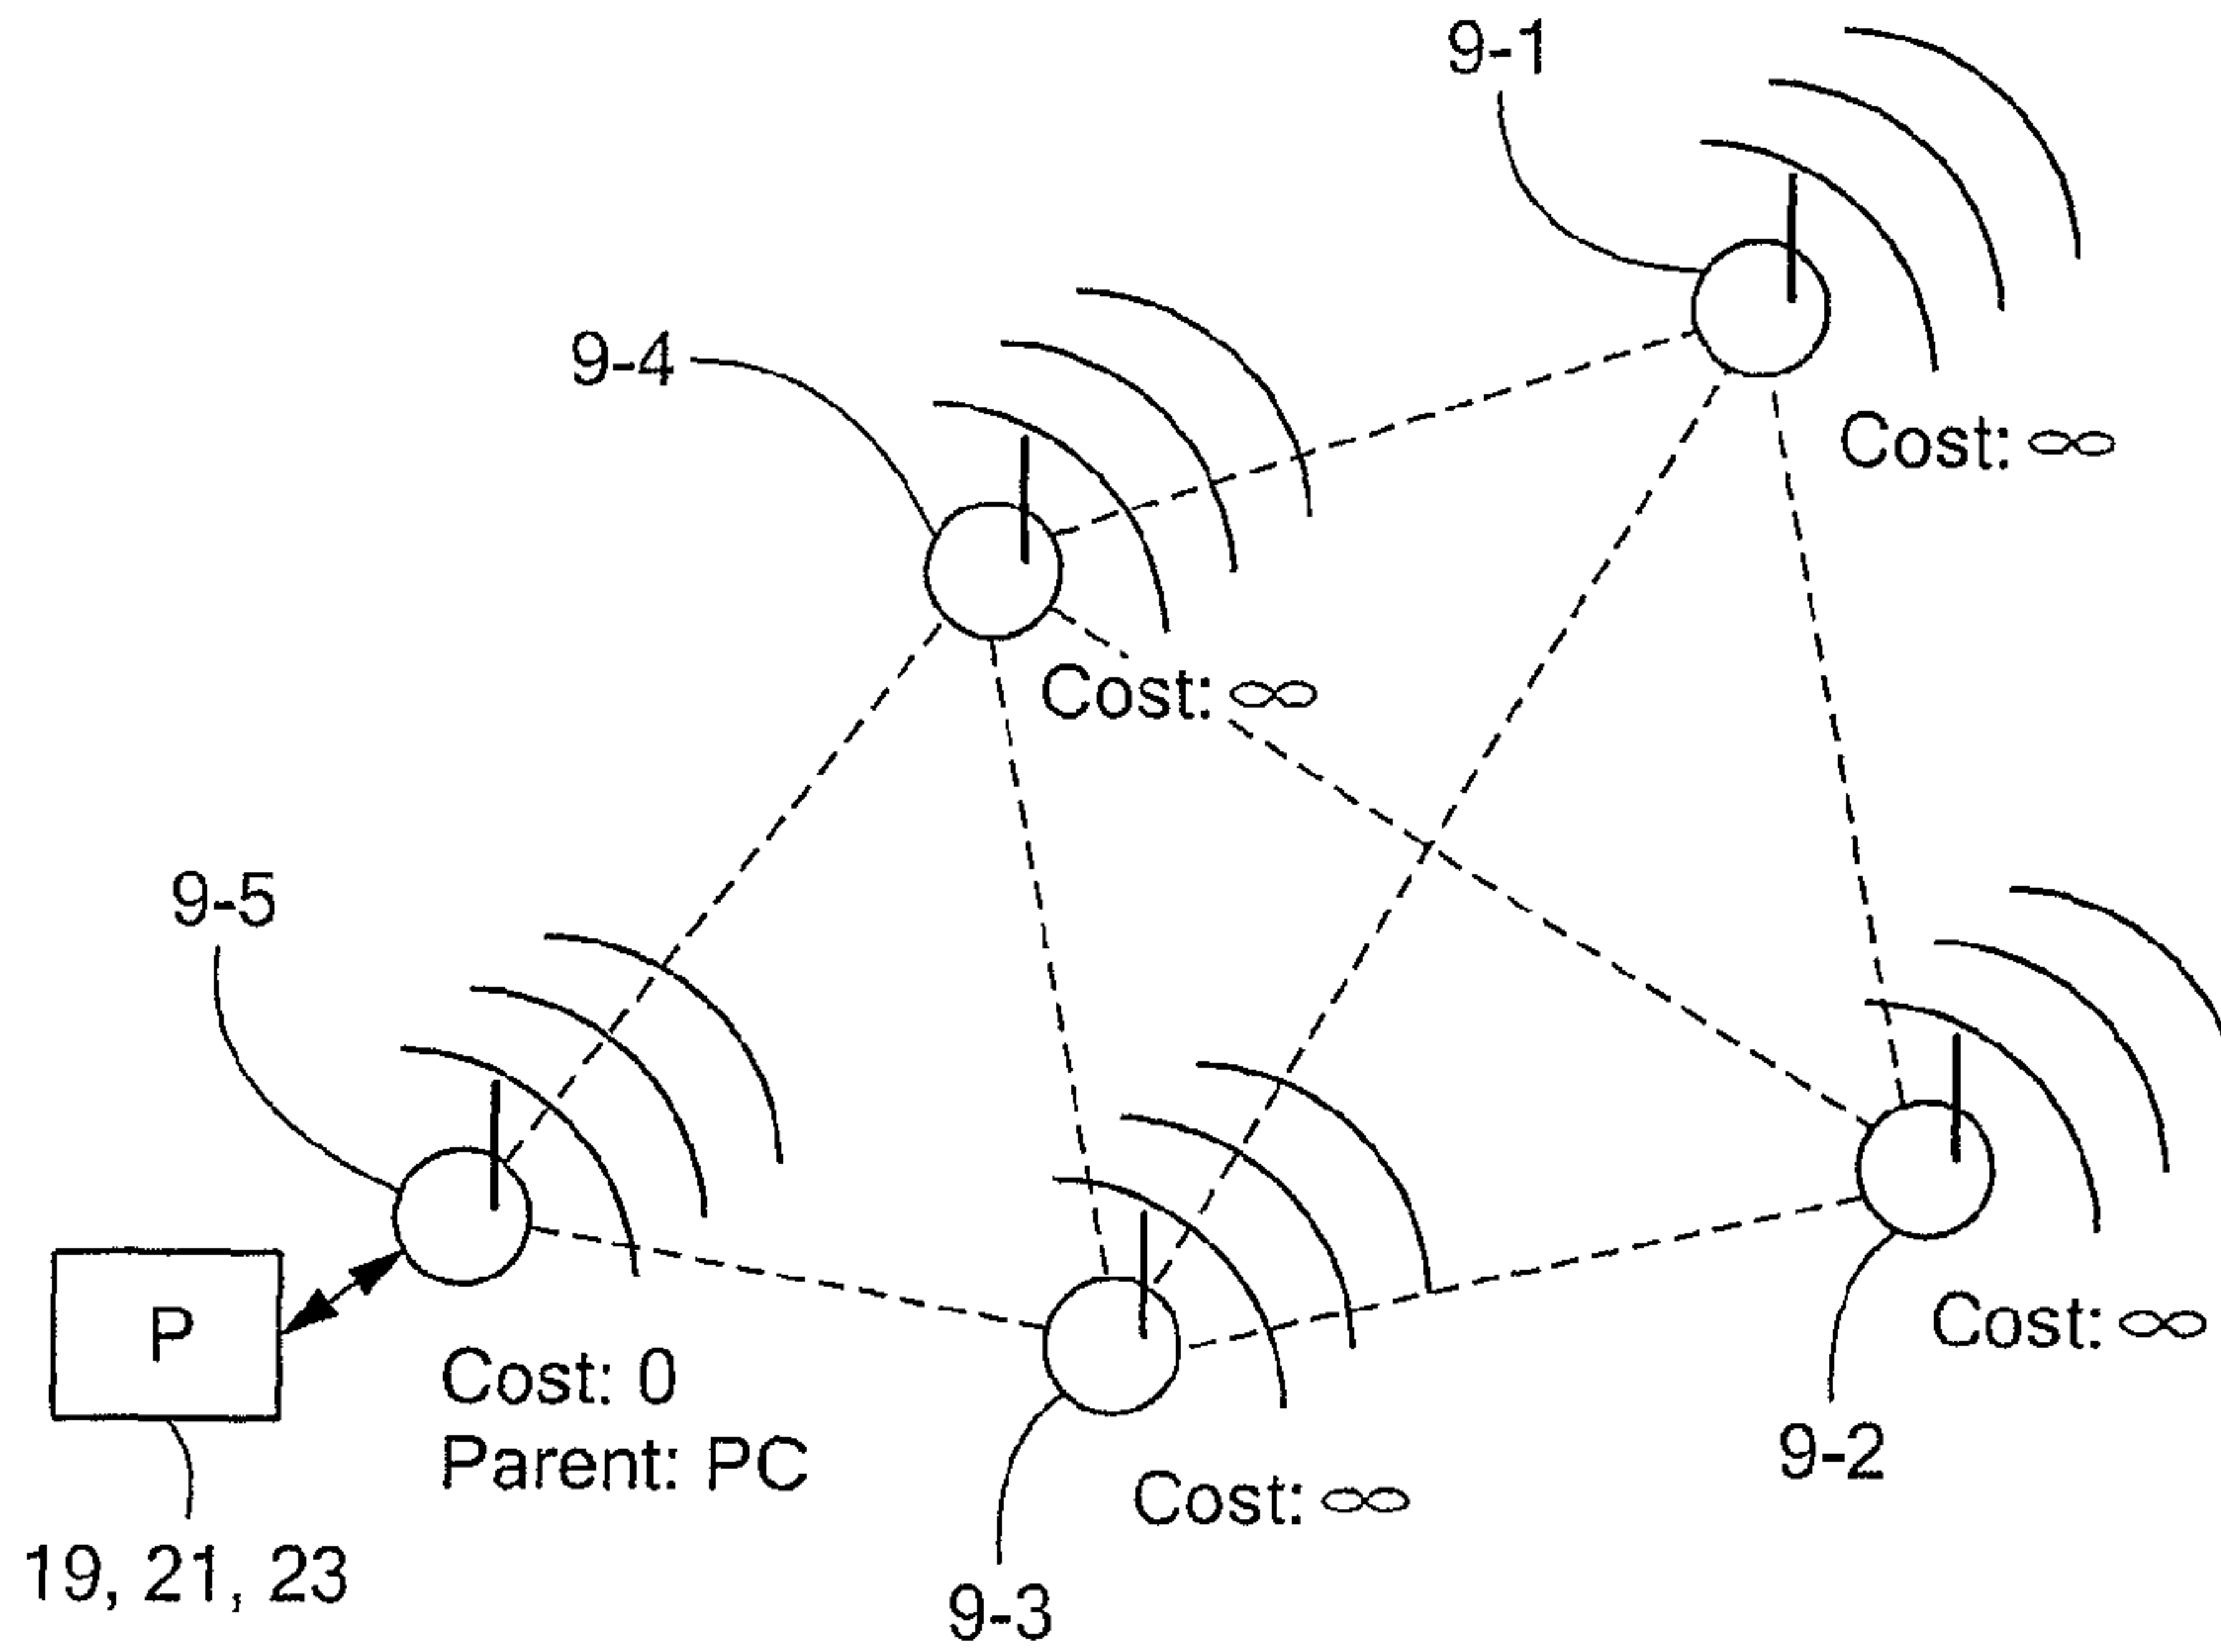 9-1
9-4
Cost: ∞
Cost: ∞
9-5
P
Cost: 0
Parent: PC
Cost: ∞
9-2
Cost: ∞
19, 21, 23
9-3